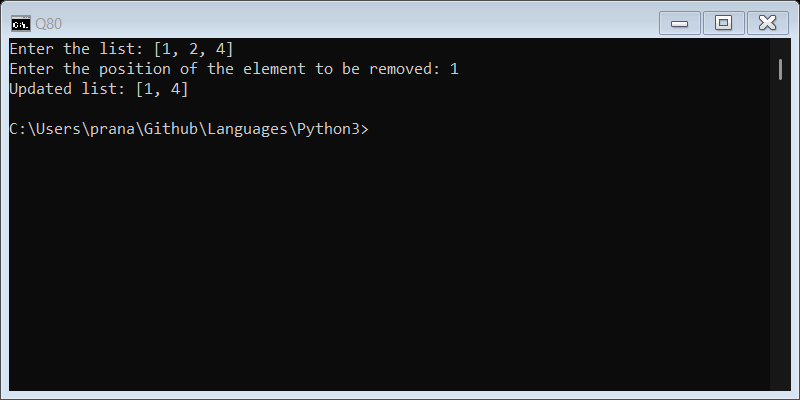 Q80
Enter the list: [1, 2, 4]
Enter the position of the element to be removed: 1
Updated list: [1, 4]
C:\Users\prana\Github\Languages\Python3>